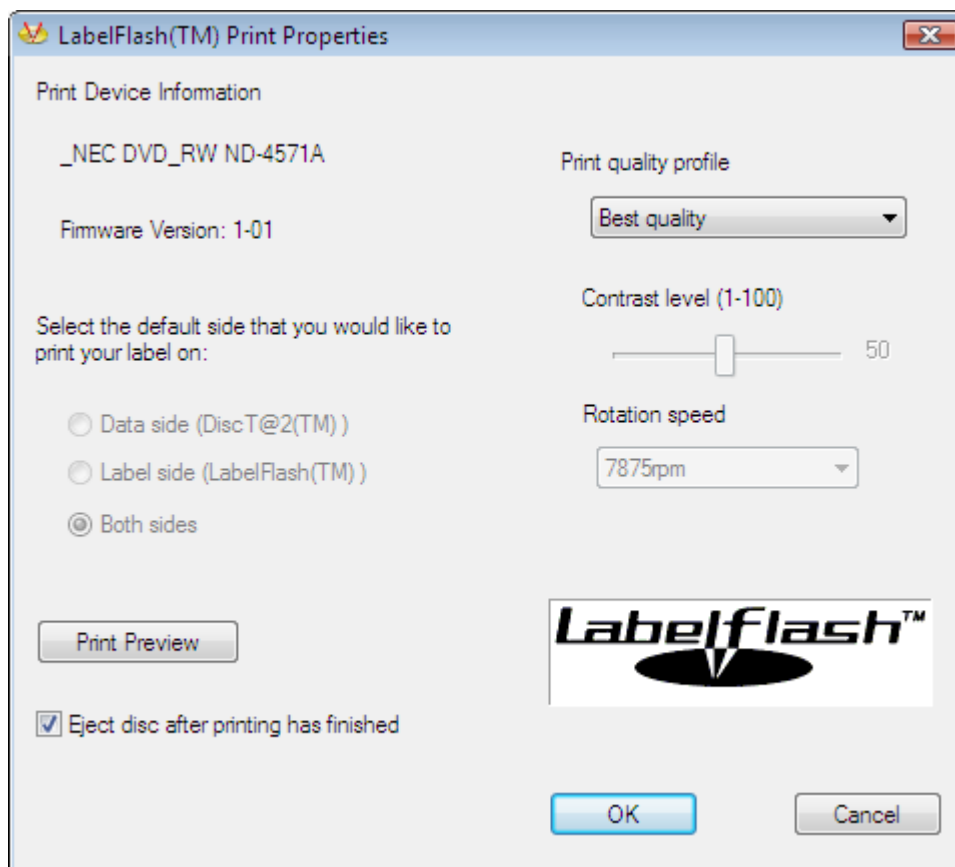 LabelFlash(TM) Print Properties
Print Device Information
_NEC DVD_RW ND-4571A
Firmware Version: 1-01
Select the default side that you would like to
print your label on:
Data side (DiscT@2(TM) )
Label side (LabelFlash(TM) )
Both sides
Print Preview
Eject disc after printing has finished
Print quality profile
Best quality
Contrast level (1-100)
50
Rotation speed
7875rpm
Labelflash™
OK
Cancel